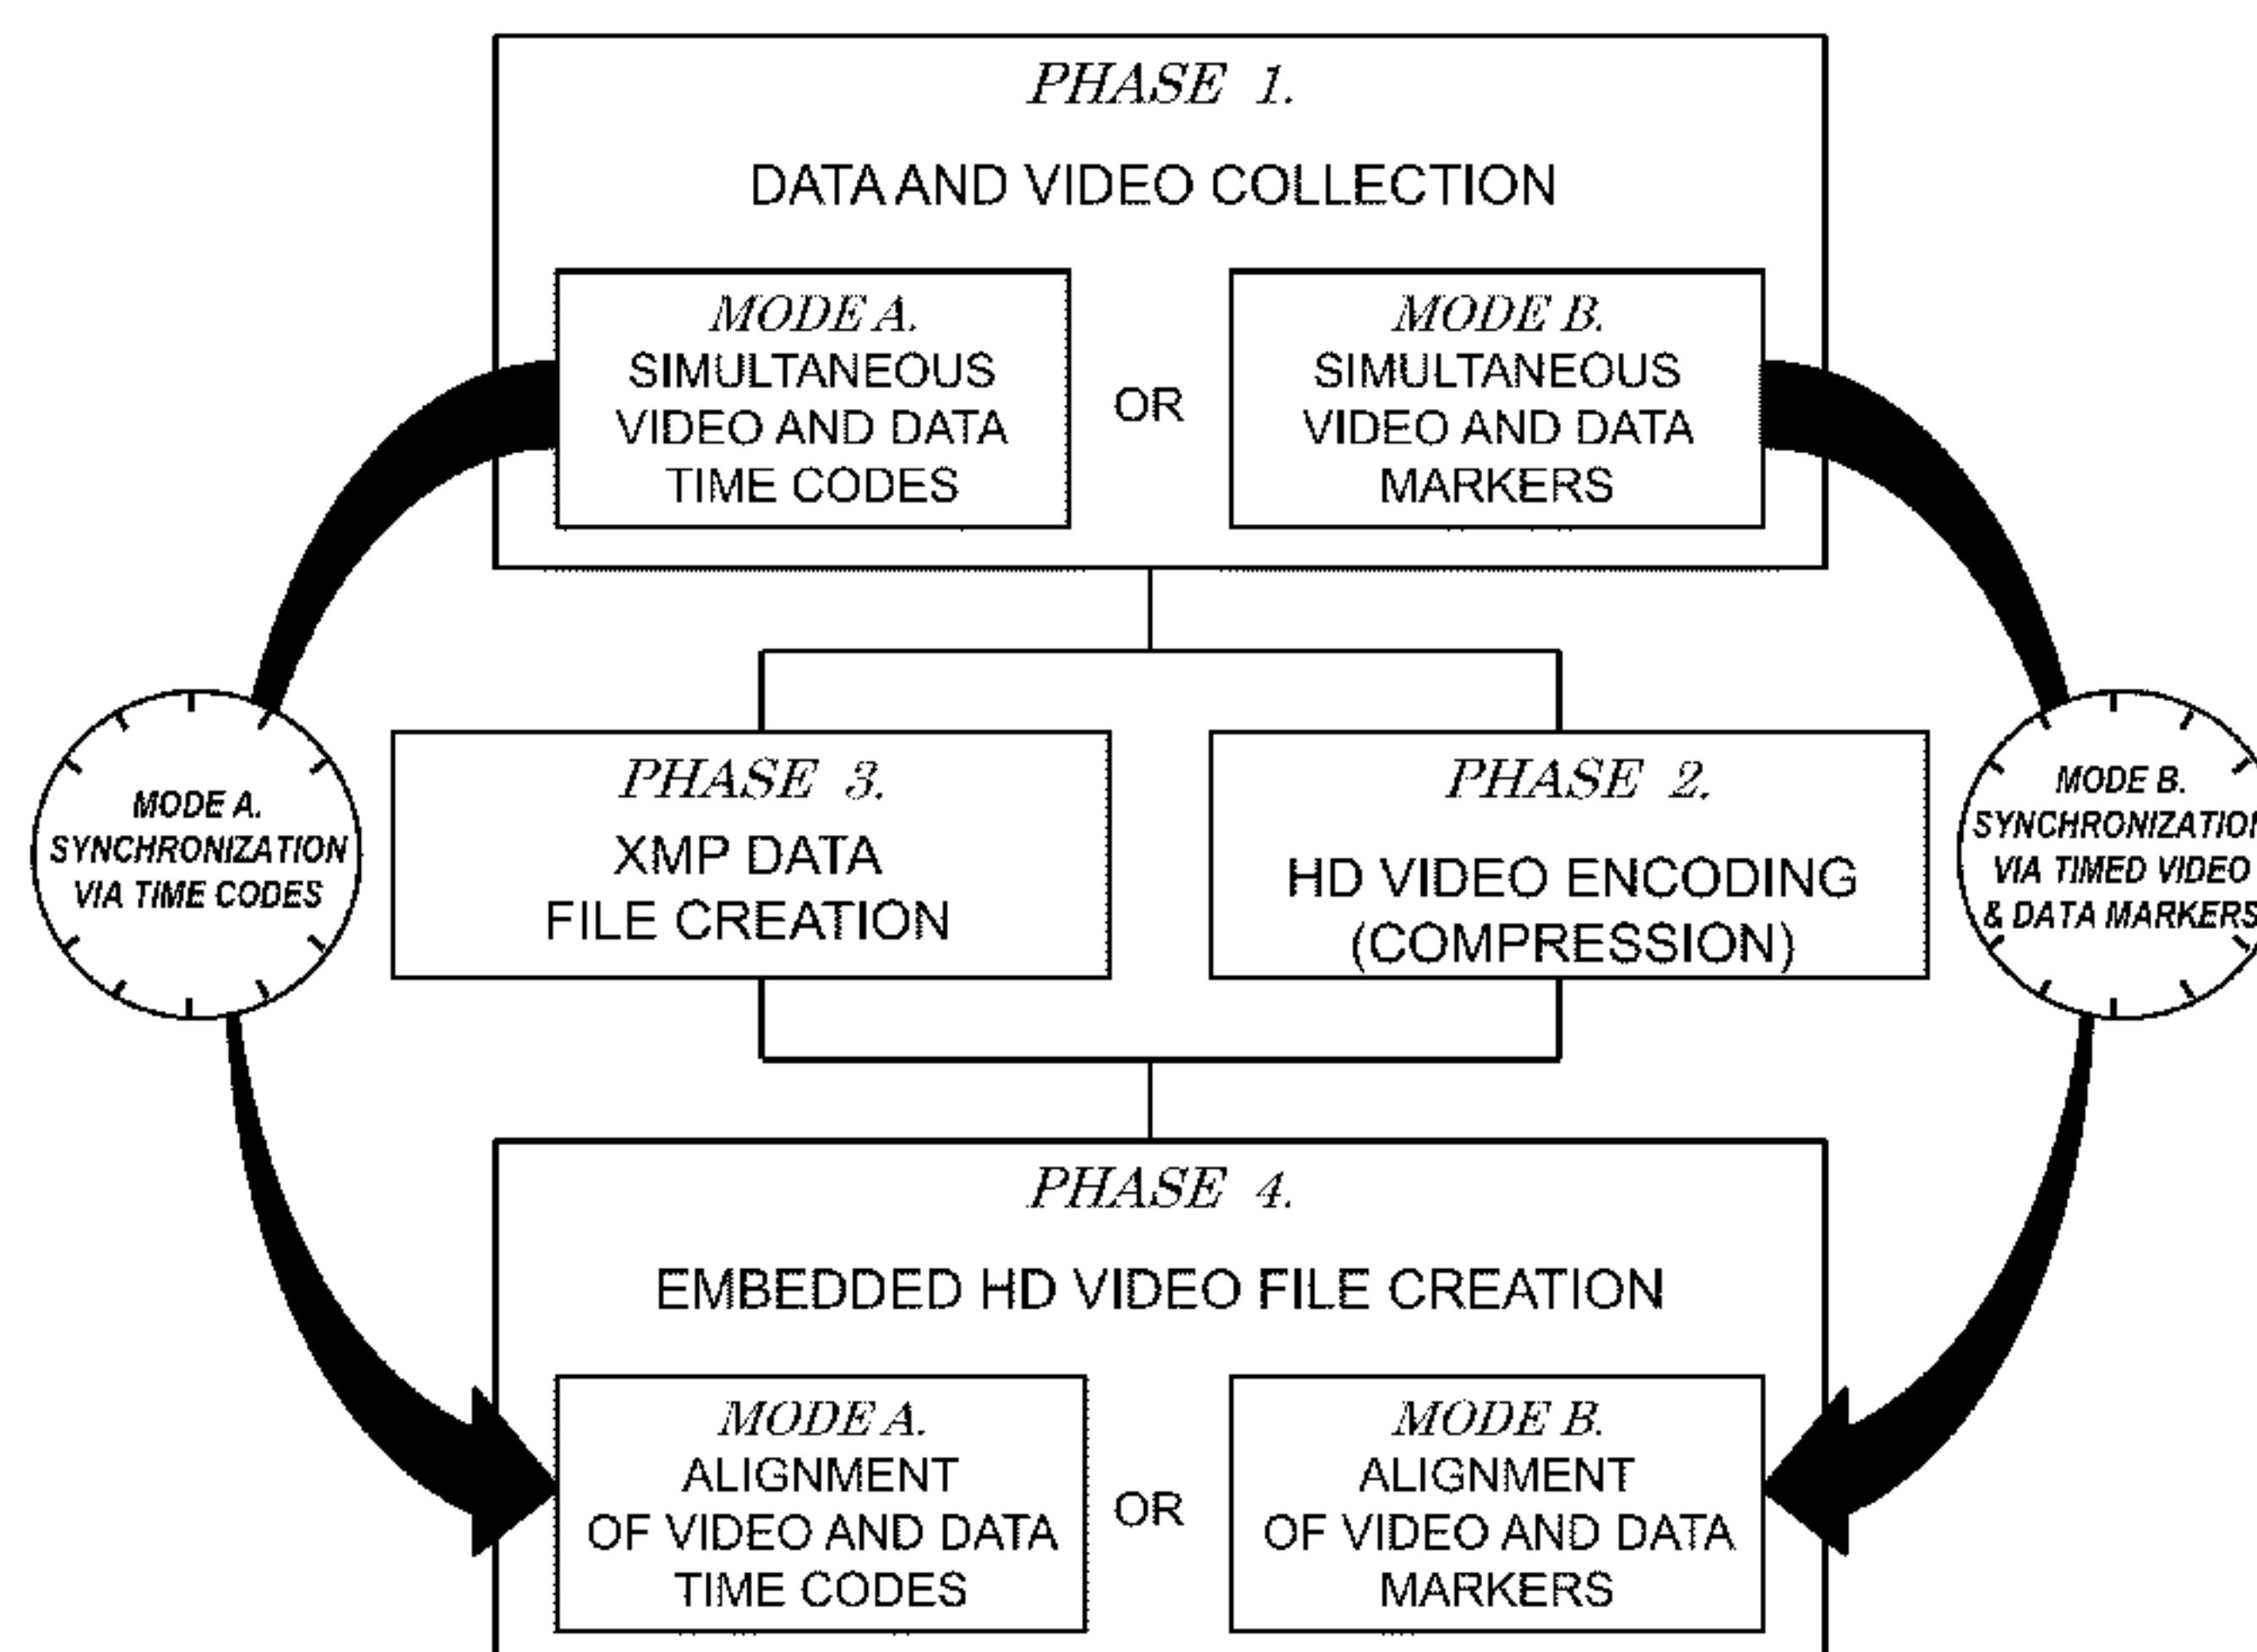 PHASE 1.
DATA AND VIDEO COLLECTION
MODE A.
SIMULTANEOUS
VIDEO AND DATA
TIME CODES
OR
MODE B.
SIMULTANEOUS
VIDEO AND DATA
MARKERS
MODE A.
SYNCHRONIZATION
VIA TIME CODES
PHASE 3.
XMP DATA
FILE CREATION
PHASE 2.
HD VIDEO ENCODING
(COMPRESSION)
MODE B.
SYNCHRONIZATION
VIA TIMED VIDEO
& DATA MARKERS
PHASE 4.
EMBEDDED HD VIDEO FILE CREATION
MODE A.
ALIGNMENT
OF VIDEO AND DATA
TIME CODES
OR
MODE B.
ALIGNMENT
OF VIDEO AND DATA
MARKERS